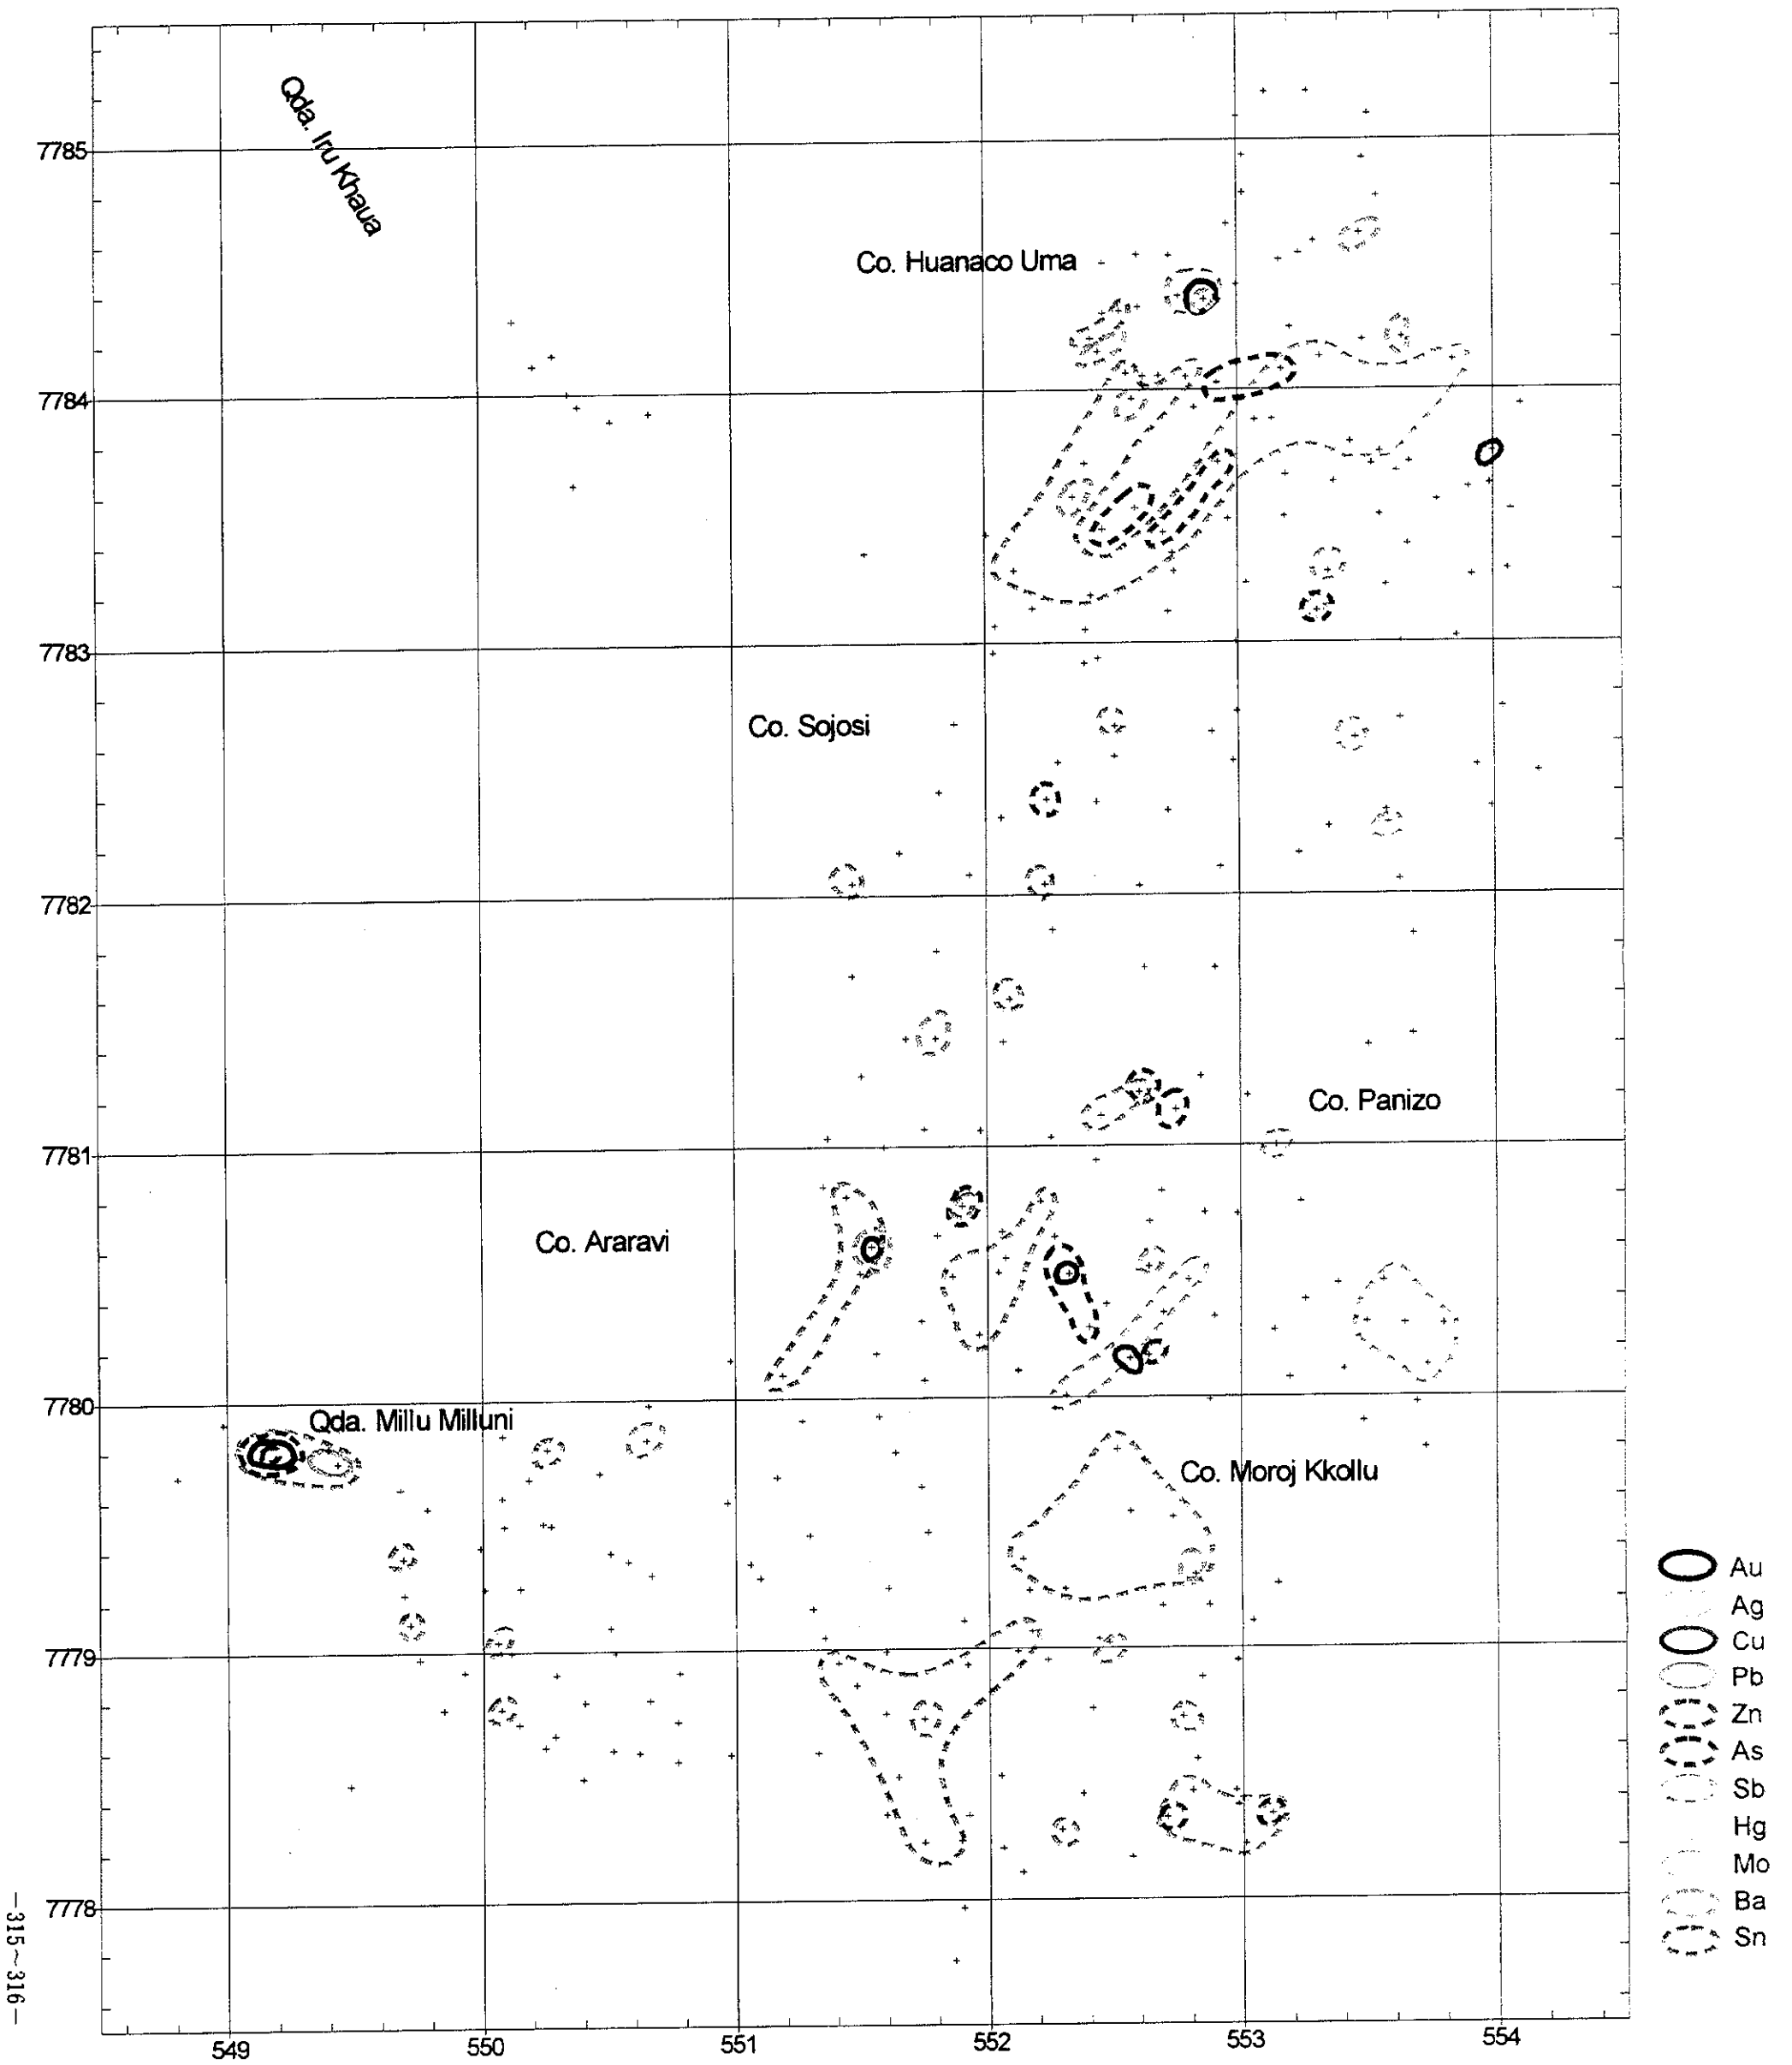 Qda. Iru Khaua
7785
Co. Huanaco Uma
7784
7783
Co. Sojosi
7782
Co. Panizo
7781
Co. Araravi
7780
Qda. Millu Milluni
Co. Moroj Kkollu
Au
Ag
Cu
7779
Pb
Zn
As
Sb
Hg
Mo
7778
Ba
Sn
549
550
551
552
553
554
—315~316—